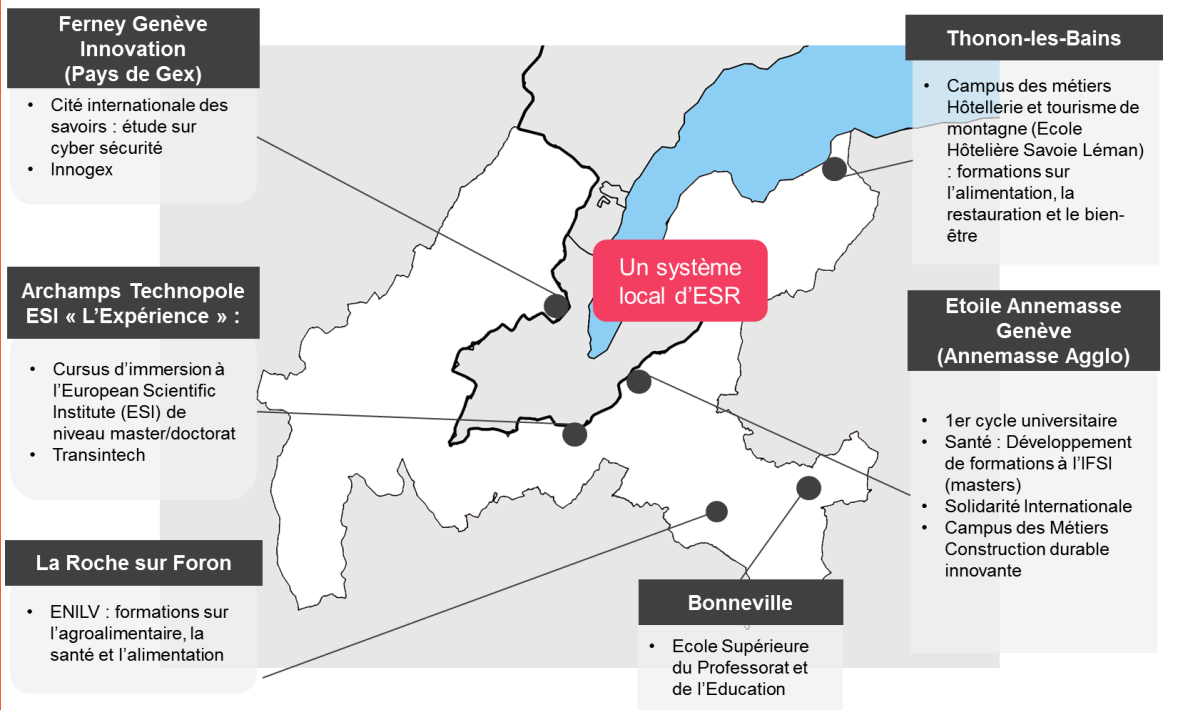 Ferney Genève
Innovation
(Pays de Gex)
• Cité internationale des
savoirs : étude sur
cyber sécurité
• Innogex
Archamps Technopole
ESI « L’Expérience » :
• Cursus d’immersion à
l’European Scientific
Institute (ESI) de
niveau master/doctorat
• Transintech
La Roche sur Foron
• ENILV : formations sur
l’agroalimentaire, la
santé et l’alimentation
Un système
local d’ESR
Bonneville
• Ecole Supérieure
du Professorat et
de l’Education
Thonon-les-Bains
• Campus des métiers
Hôtellerie et tourisme de
montagne (Ecole
Hôtelière Savoie Léman)
: formations sur
l’alimentation, la
restauration et le bien-
être
Etoile Annemasse
Genève
(Annemasse Agglo)
• 1er cycle universitaire
• Santé : Développement
de formations à l’IFSI
(masters)
• Solidarité Internationale
• Campus des Métiers
Construction durable
innovante